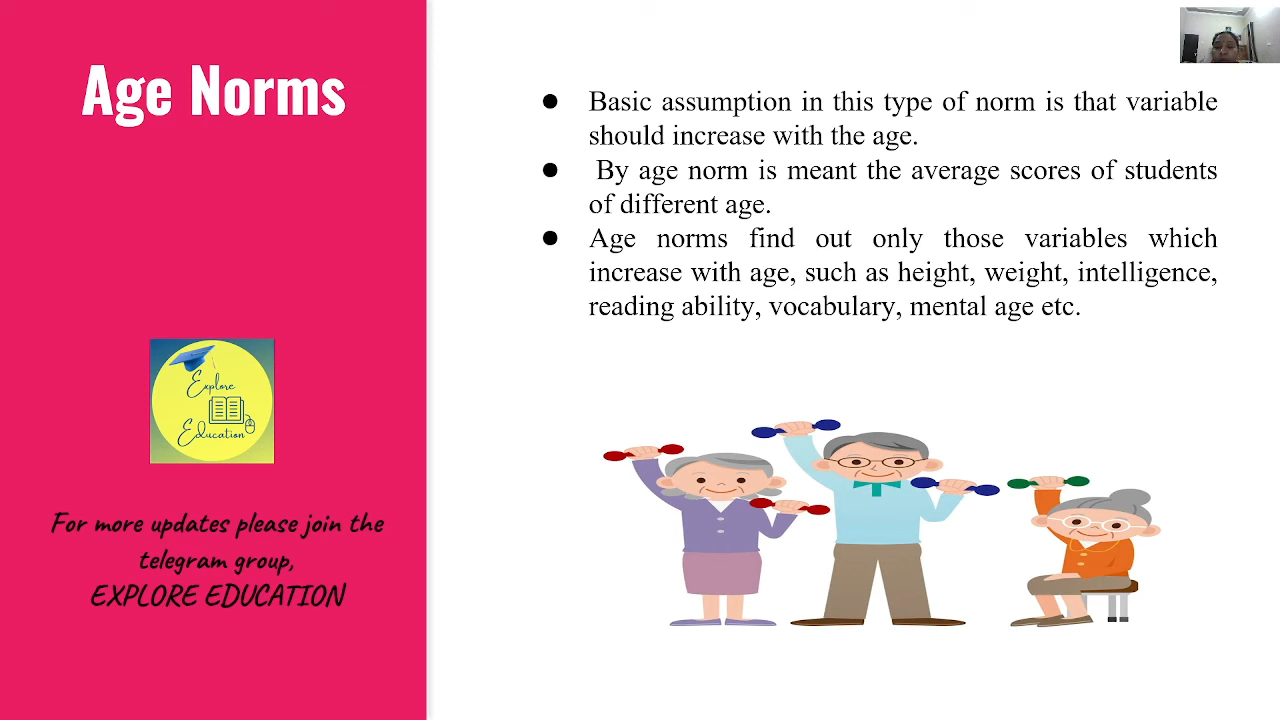 Age Norms
● Basic assumption in this type of norm is that variable
should increase with the age.
● By age norm is meant the average scores of students
of different age.
● Age norms find out only those variables which
increase with age, such as height, weight, intelligence,
reading ability, vocabulary, mental age etc.
Explore
Education
For more updates please join the
telegram group,
EXPLORE EDUCATION